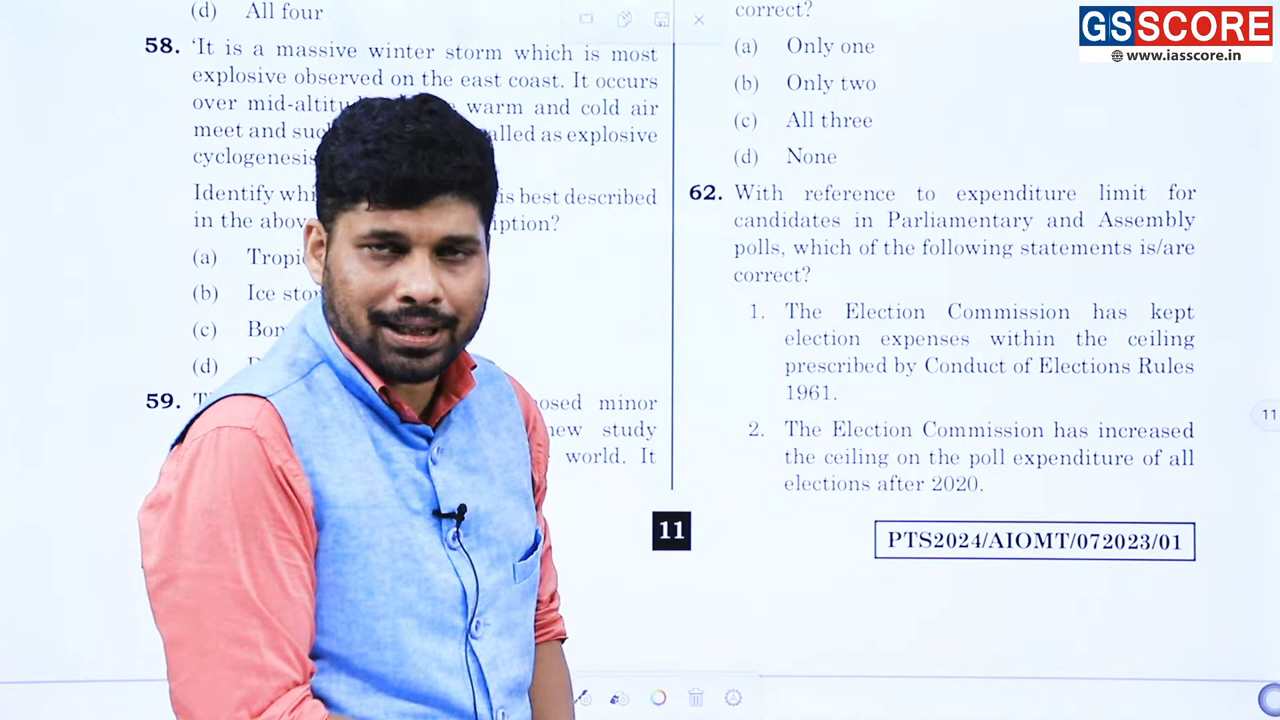 (d) All four
58. 'It is a massive winter storm which is most
explosive observed on the east coast. It occurs
over mid-altitu warm and cold air
meet and suc alled as explosive
cyclogenesis
Identify whi is best described
in the abov iption?
(a) Tropi
(b) Ice stor
(c) Bom
(d)
59. osed minor
new study
world. It
correct?
(a) Only one
(b) Only two
(c) All three
(d) None
62. With reference to expenditure limit for
candidates in Parliamentary and Assembly
polls, which of the following statements is/are
correct?
1. The Election Commission has kept
election expenses within the ceiling
prescribed by Conduct of Elections Rules
1961.
2. The Election Commission has increased
the ceiling on the poll expenditure of all
elections after 2020.
11
PTS2024/AIOMT/072023/01
11
GSSCORE
www.iasscore.in